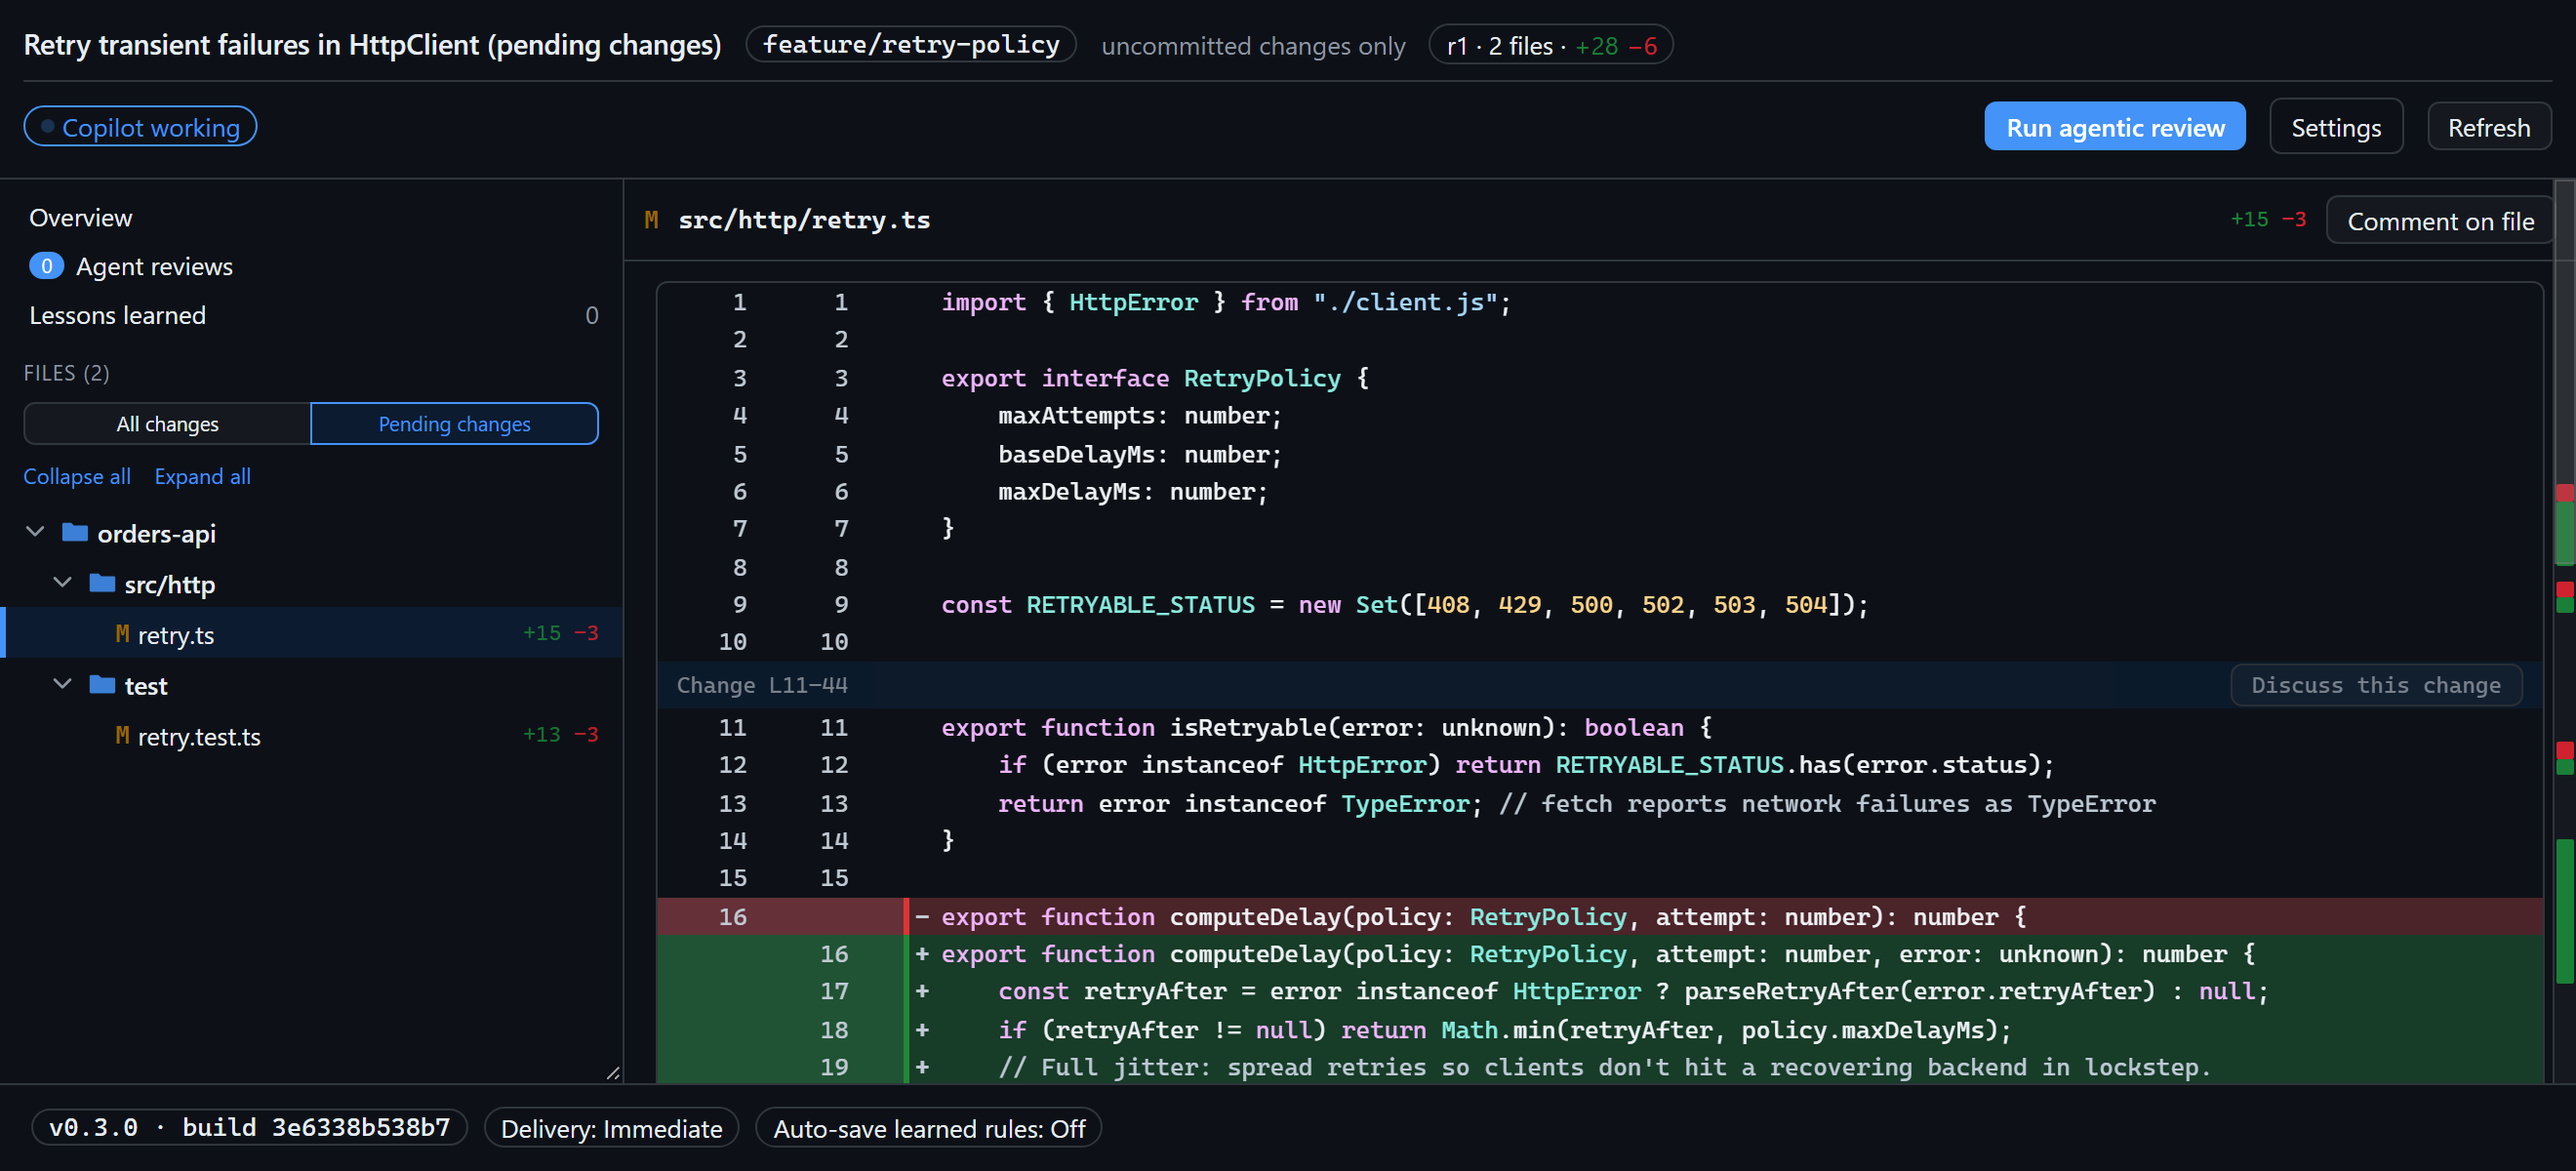 Retry transient failures in HttpClient (pending changes) feature/retry-policy uncommitted changes only r1 · 2 files · +28 −6
Copilot working Run agentic review Settings Refresh
Overview
0 Agent reviews
Lessons learned 0
FILES (2)
All changes Pending changes
Collapse all Expand all
orders-api
src/http
M retry.ts +15 −3
test
M retry.test.ts +13 −3
M src/http/retry.ts +15 −3 Comment on file
1 1 import { HttpError } from "./client.js";
2 2
3 3 export interface RetryPolicy {
4 4 maxAttempts: number;
5 5 baseDelayMs: number;
6 6 maxDelayMs: number;
7 7 }
8 8
9 9 const RETRYABLE_STATUS = new Set([408, 429, 500, 502, 503, 504]);
10 10
Change L11–44 Discuss this change
11 11 export function isRetryable(error: unknown): boolean {
12 12 if (error instanceof HttpError) return RETRYABLE_STATUS.has(error.status);
13 13 return error instanceof TypeError; // fetch reports network failures as TypeError
14 14 }
15 15
16 − export function computeDelay(policy: RetryPolicy, attempt: number): number {
16 + export function computeDelay(policy: RetryPolicy, attempt: number, error: unknown): number {
17 + const retryAfter = error instanceof HttpError ? parseRetryAfter(error.retryAfter) : null;
18 + if (retryAfter != null) return Math.min(retryAfter, policy.maxDelayMs);
19 + // Full jitter: spread retries so clients don't hit a recovering backend in lockstep.
v0.3.0 · build 3e6338b538b7 Delivery: Immediate Auto-save learned rules: Off